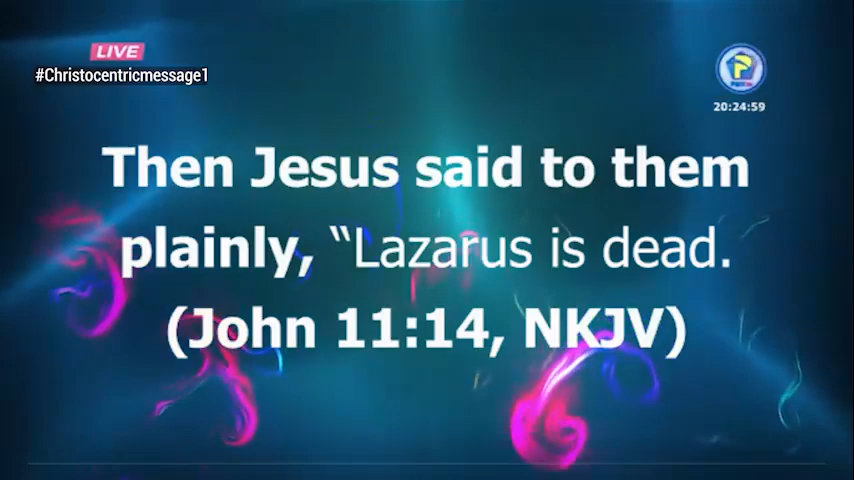 LIVE
#Christocentricmessage1
20:24:59
Then Jesus said to them
plainly, “Lazarus is dead.
(John 11:14, NKJV)